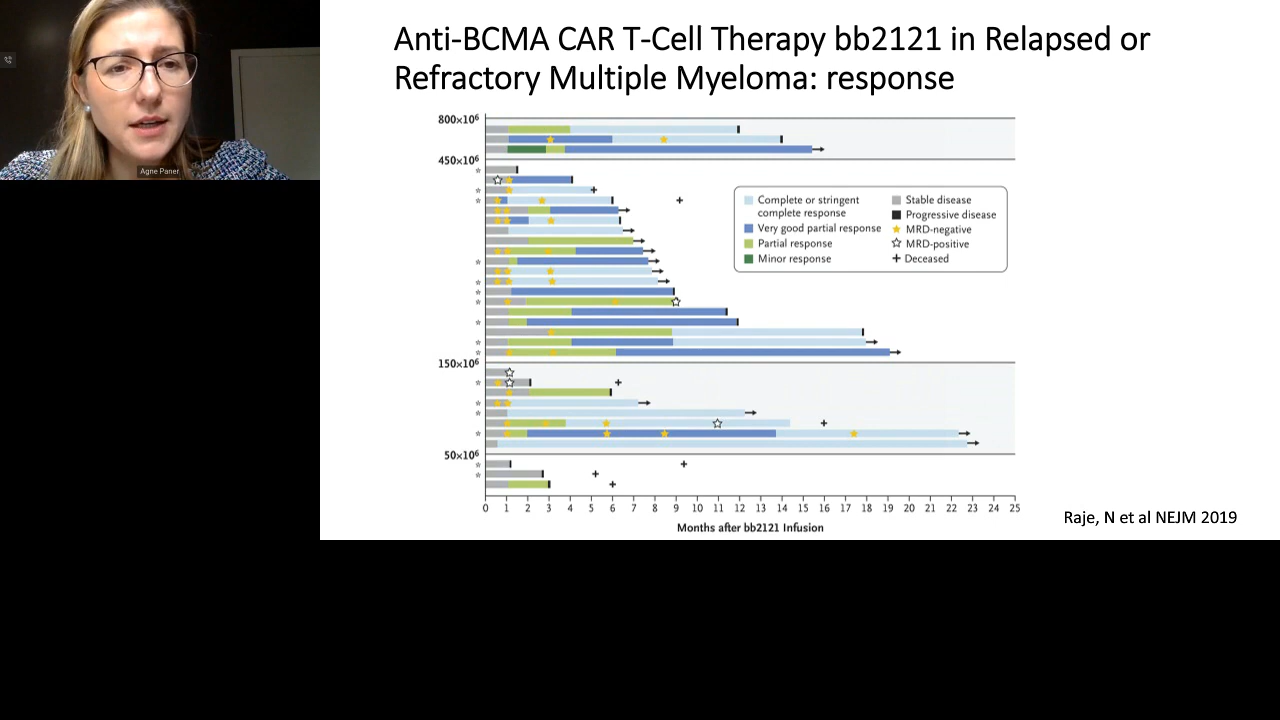 Anti-BCMA CAR T-Cell Therapy bb2121 in Relapsed or
Refractory Multiple Myeloma: response
Agne Paner
800×10⁶
450×10⁶
150×10⁶
50×10⁶
Complete or stringent
complete response
Very good partial response
Partial response
Minor response
Stable disease
Progressive disease
MRD-negative
MRD-positive
Deceased
0 1 2 3 4 5 6 7 8 9 10 11 12 13 14 15 16 17 18 19 20 21 22 23 24 25
Months after bb2121 Infusion
Raje, N et al NEJM 2019